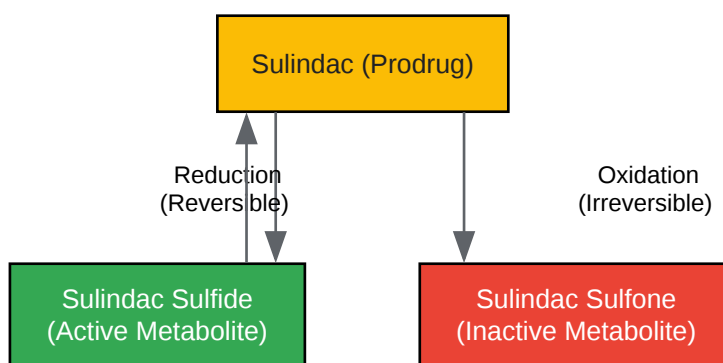 Sulindac (Prodrug)
Reduction
(Reversible)
Oxidation
(Irreversible)
Sulindac Sulfide
(Active Metabolite)
Sulindac Sulfone
(Inactive Metabolite)